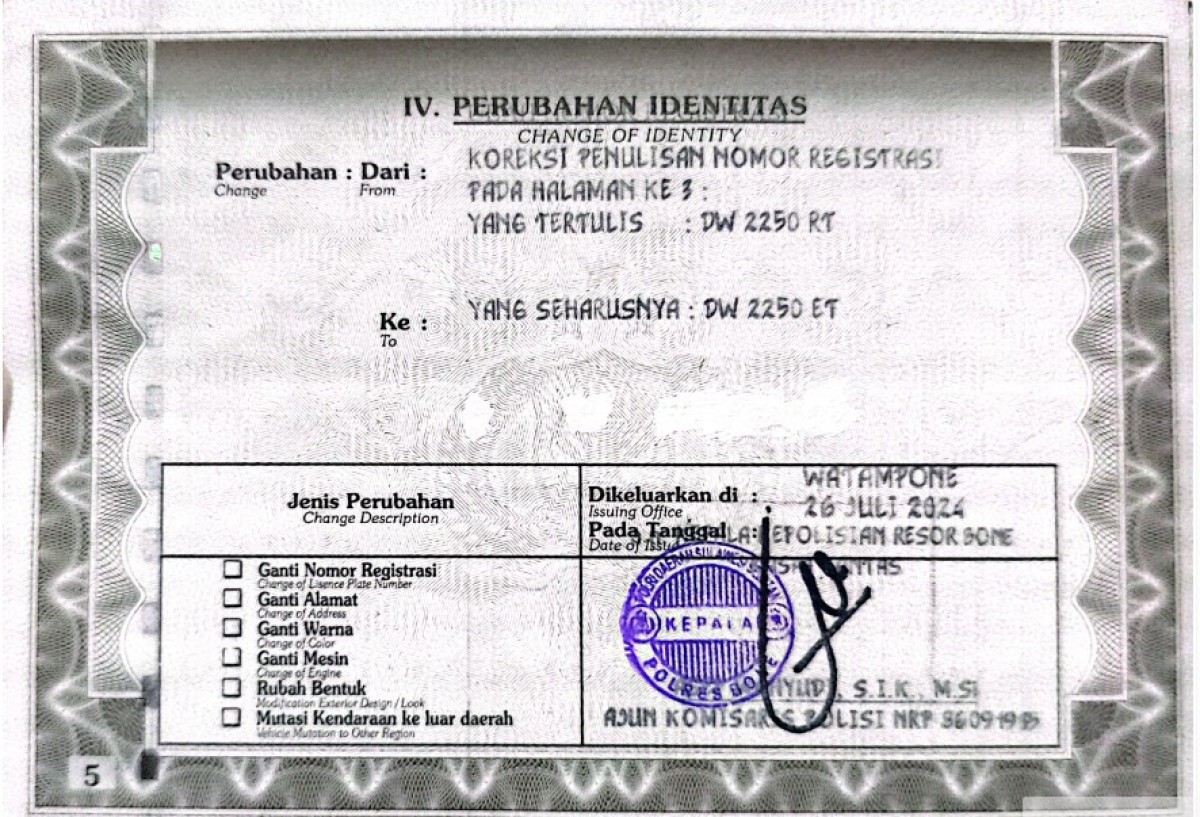 IV. PERUBAHAN IDENTITAS
CHANGE OF IDENTITY
Perubahan : Dari : KOREKSI PENULISAN NOMOR REGISTRASI
Change From
PADA HALAMAN KE 3 :
YANG TERTULIS : DW 2250 RT
Ke : YANG SEHARUSNYA : DW 2250 ET
To
Jenis Perubahan
Change Description
Dikeluarkan di : WATAMPONE
Issuing Office
26 JULI 2024
Pada Tanggal : KEPOLISIAN RESOR BONE
Date of
Ganti Nomor Registrasi
Change of Lisence Plate Number
Ganti Alamat
Change of Address
Ganti Warna
Change of Color
Ganti Mesin
Change of Engine
Rubah Bentuk
Modification Exterior Design / Look
Mutasi Kendaraan ke luar daerah
Vehicle Mutation to Other Region
KEPALA
POLRES BONE
S.I.K., M.Si
AJUN KOMISARIS POLISI NRP
5